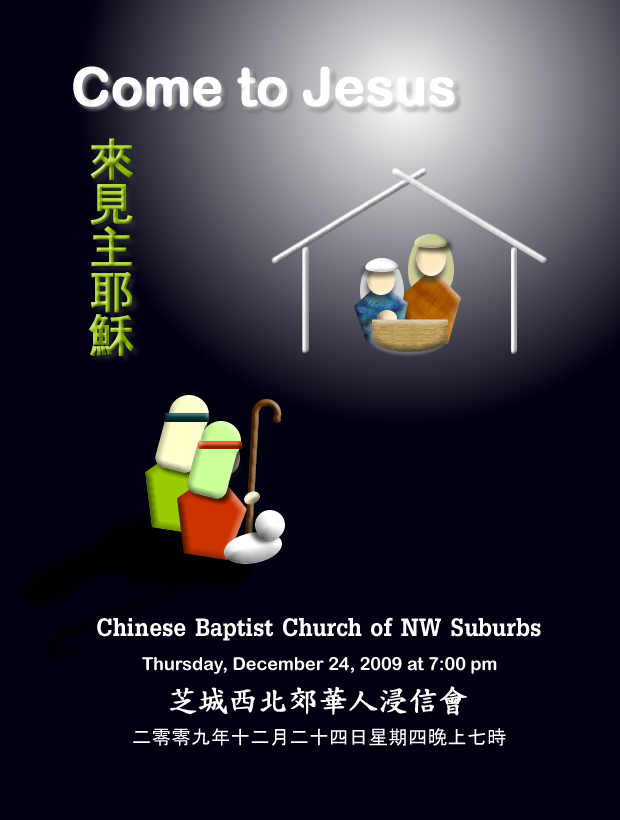 Come to Jesus
來見主耶穌
Chinese Baptist Church of NW Suburbs
Thursday, December 24, 2009 at 7:00 pm
芝城西北郊華人浸信會
二零零九年十二月二十四日星期四晚上七時